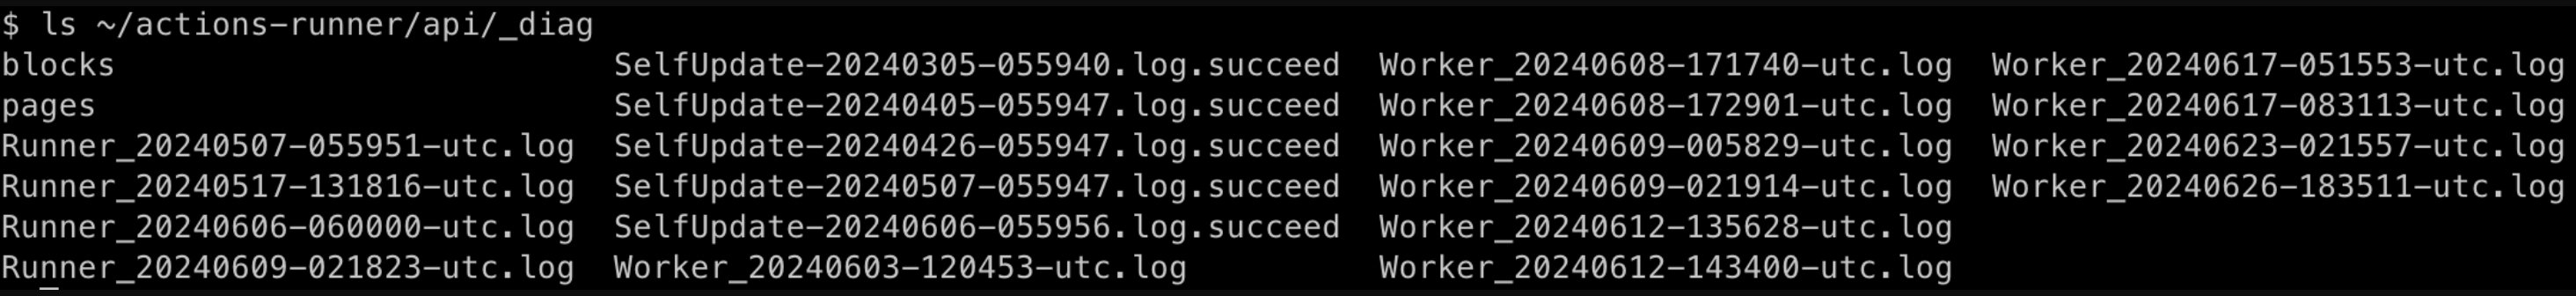 $ ls ~/actions-runner/api/_diag
blocks SelfUpdate-20240305-055940.log.succeed Worker_20240608-171740-utc.log Worker_20240617-051553-utc.log
pages SelfUpdate-20240405-055947.log.succeed Worker_20240608-172901-utc.log Worker_20240617-083113-utc.log
Runner_20240507-055951-utc.log SelfUpdate-20240426-055947.log.succeed Worker_20240609-005829-utc.log Worker_20240623-021557-utc.log
Runner_20240517-131816-utc.log SelfUpdate-20240507-055947.log.succeed Worker_20240609-021914-utc.log Worker_20240626-183511-utc.log
Runner_20240606-060000-utc.log SelfUpdate-20240606-055956.log.succeed Worker_20240612-135628-utc.log
Runner_20240609-021823-utc.log Worker_20240603-120453-utc.log Worker_20240612-143400-utc.log